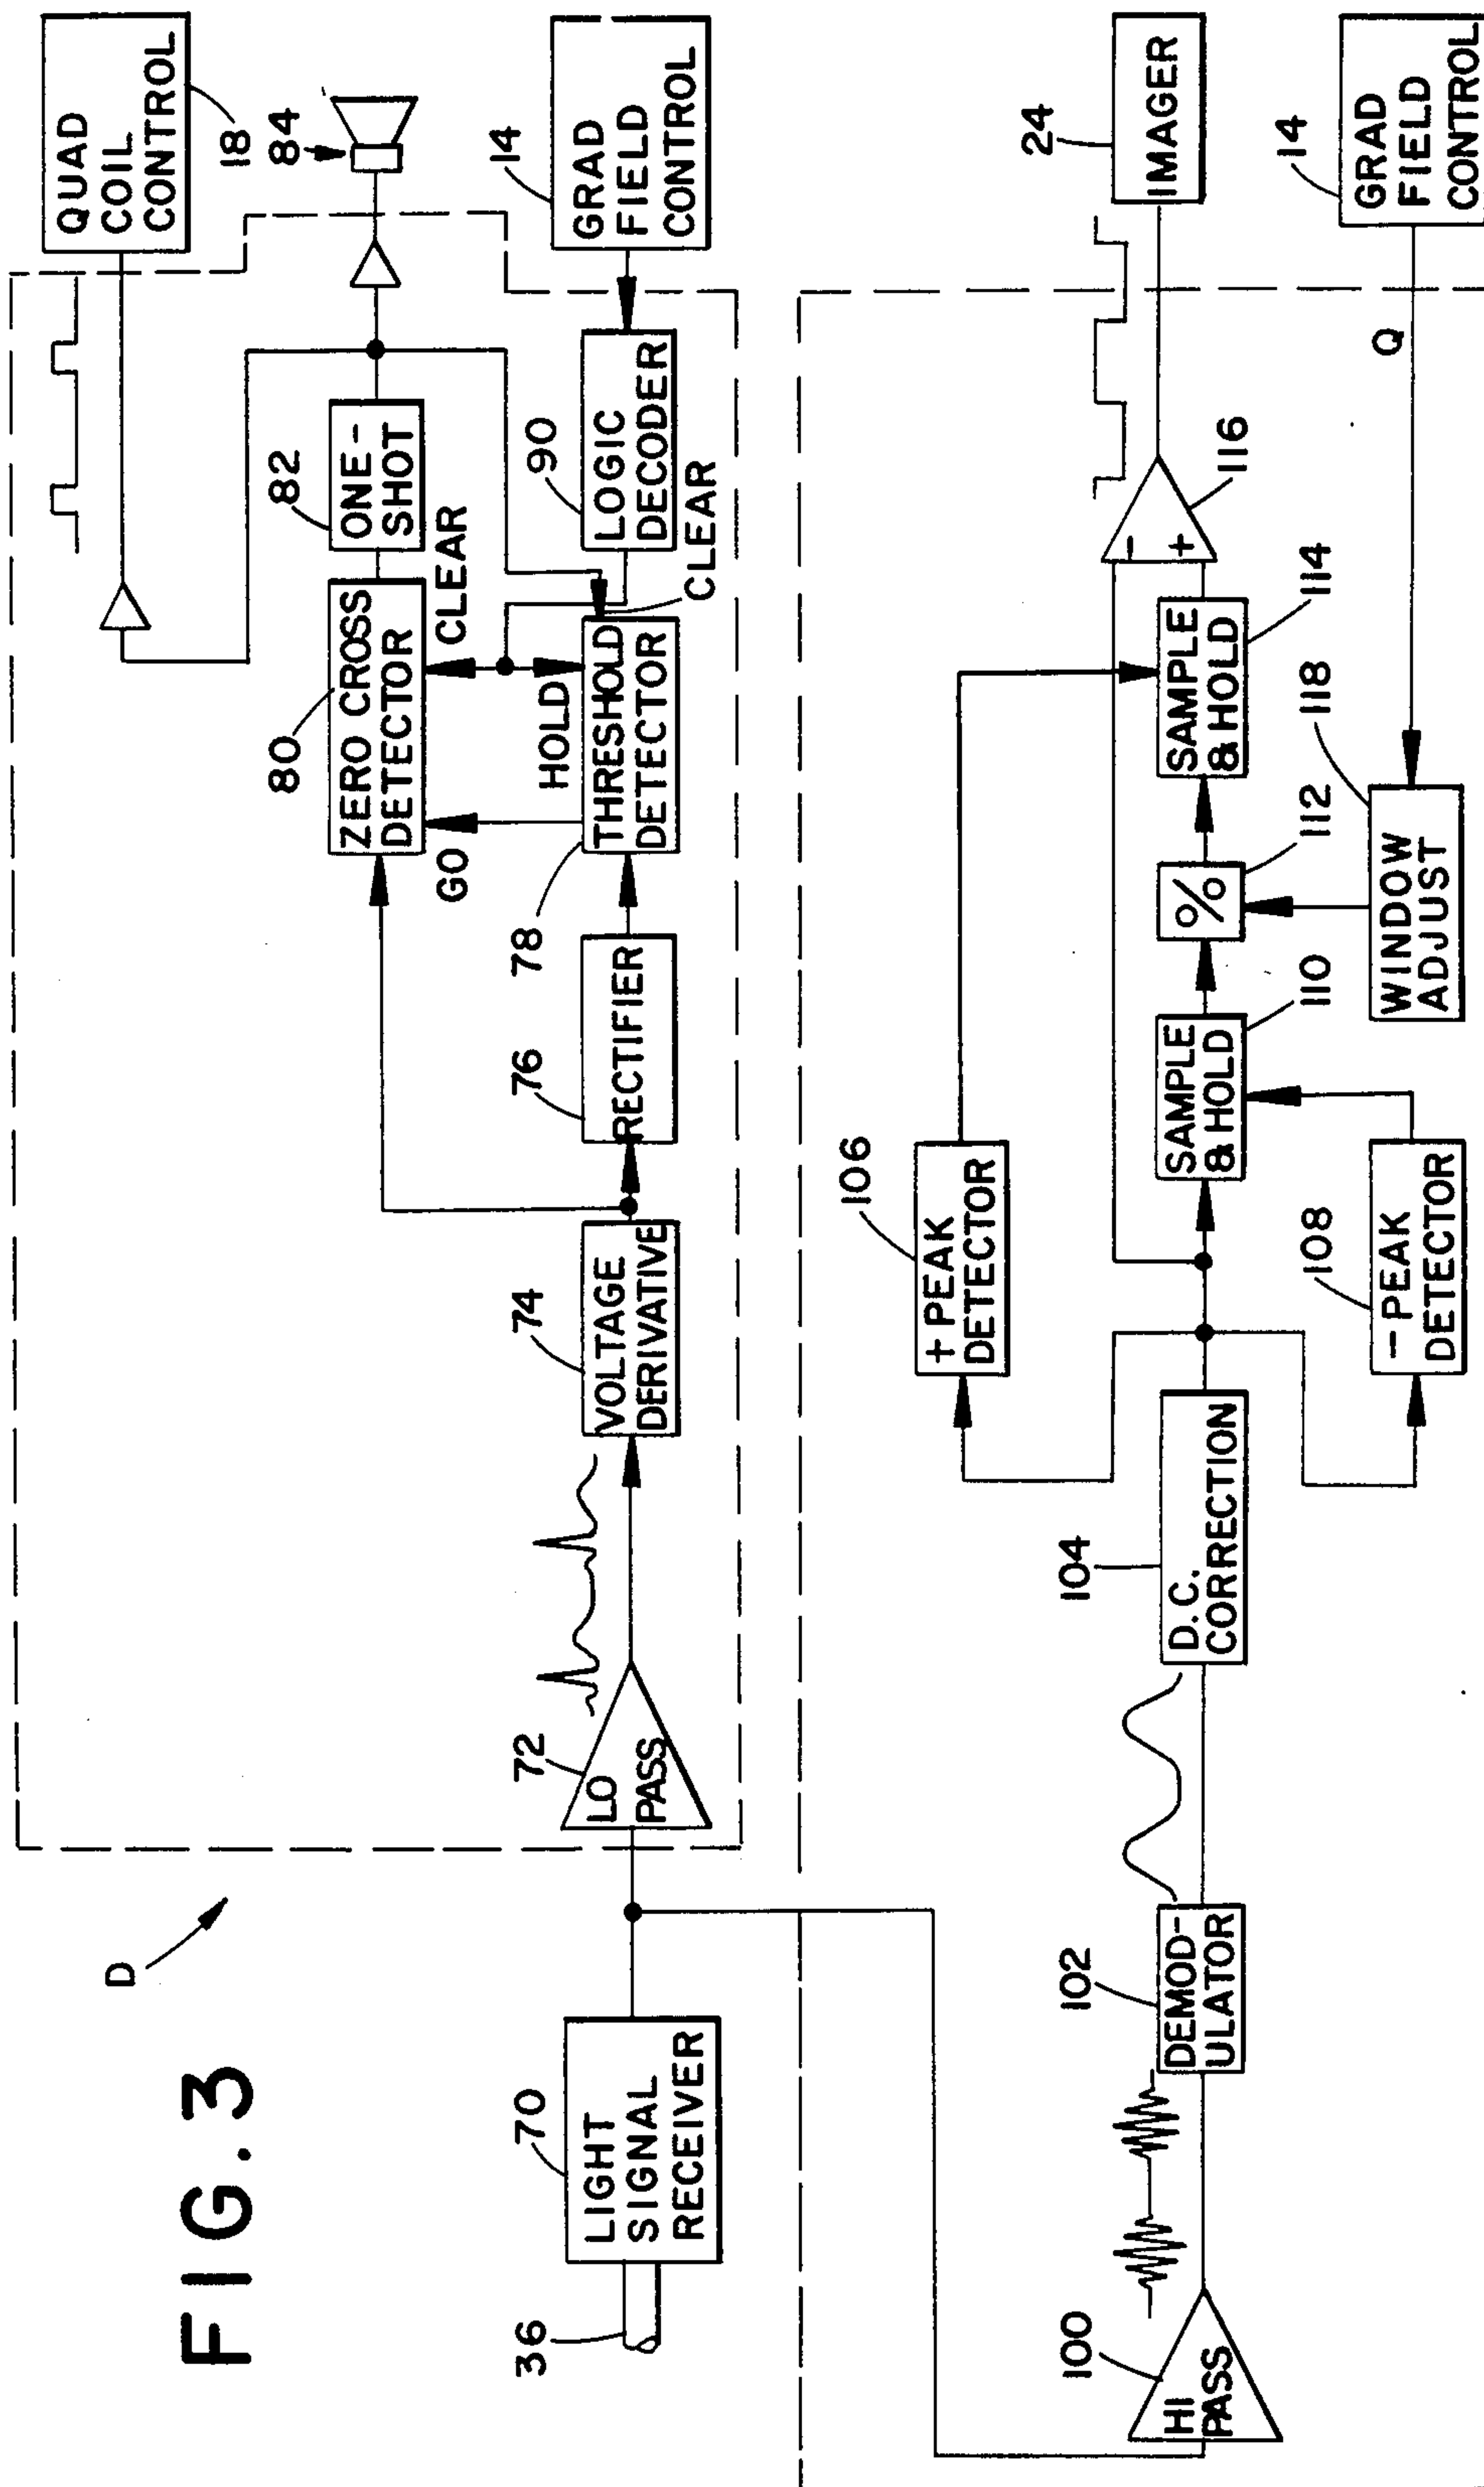 FIG. 3
D
36
70
LIGHT
SIGNAL
RECEIVER
72
LO
PASS
74
VOLTAGE
DERIVATIVE
76
RECTIFIER
78
THRESHOLD
DETECTOR
GO
HOLD
80
ZERO CROSS
DETECTOR
CLEAR
82
ONE-
SHOT
90
LOGIC
DECODER
CLEAR
QUAD
COIL
CONTROL
18
84
14
GRAD
FIELD
CONTROL
100
HI
PASS
102
DEMOD-
ULATOR
104
D.C.
CORRECTION
106
+ PEAK
DETECTOR
108
− PEAK
DETECTOR
110
SAMPLE
& HOLD
112
%
114
SAMPLE
& HOLD
116
−
+
118
WINDOW
ADJUST
Q
24
IMAGER
14
GRAD
FIELD
CONTROL